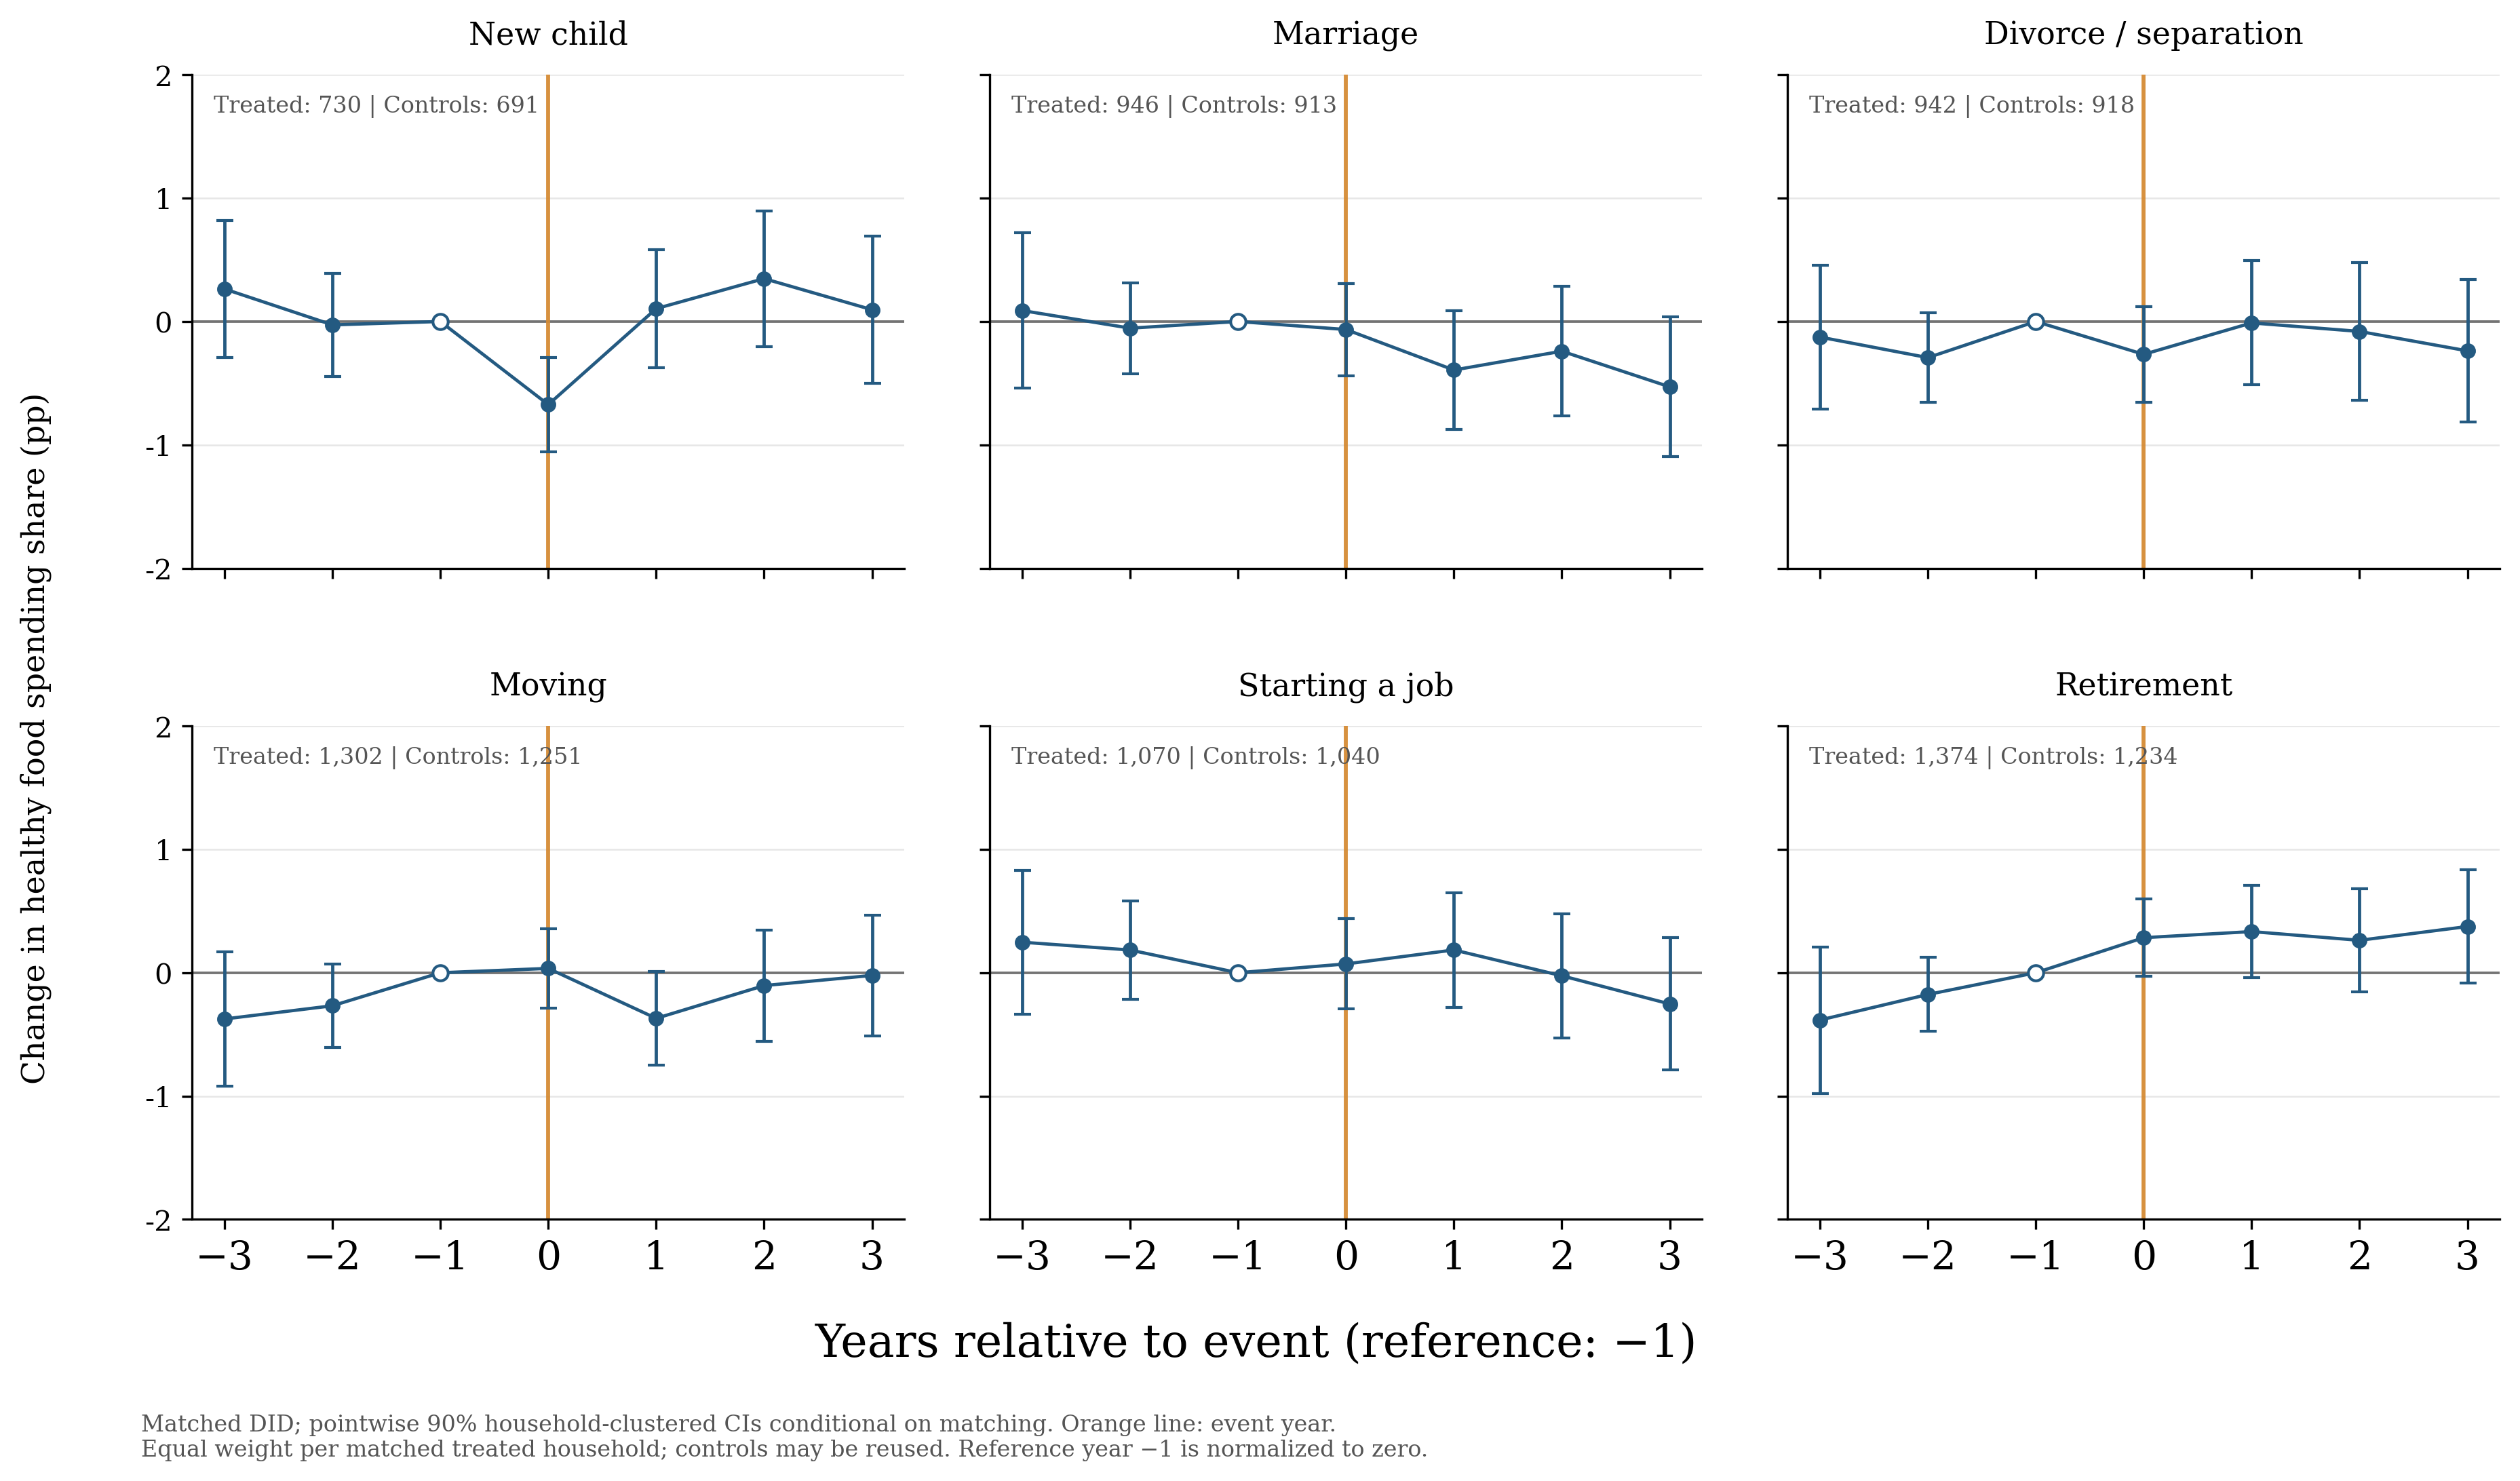 New child
Marriage
Divorce / separation
Treated: 730 | Controls: 691
Treated: 946 | Controls: 913
Treated: 942 | Controls: 918
2
1
0
-1
-2
Change in healthy food spending share (pp)
Moving
Starting a job
Retirement
Treated: 1,302 | Controls: 1,251
Treated: 1,070 | Controls: 1,040
Treated: 1,374 | Controls: 1,234
2
1
0
-1
-2
−3 −2 −1 0 1 2 3
−3 −2 −1 0 1 2 3
−3 −2 −1 0 1 2 3
Years relative to event (reference: −1)
Matched DID; pointwise 90% household-clustered CIs conditional on matching. Orange line: event year.
Equal weight per matched treated household; controls may be reused. Reference year −1 is normalized to zero.